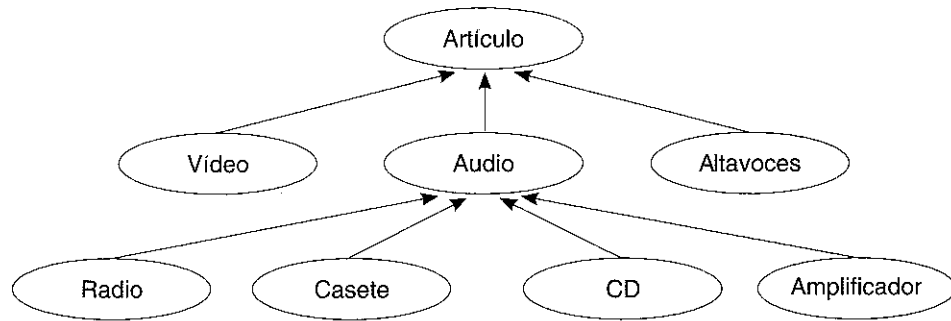 Artículo
Vídeo
Audio
Altavoces
Radio
Casete
CD
Amplificador